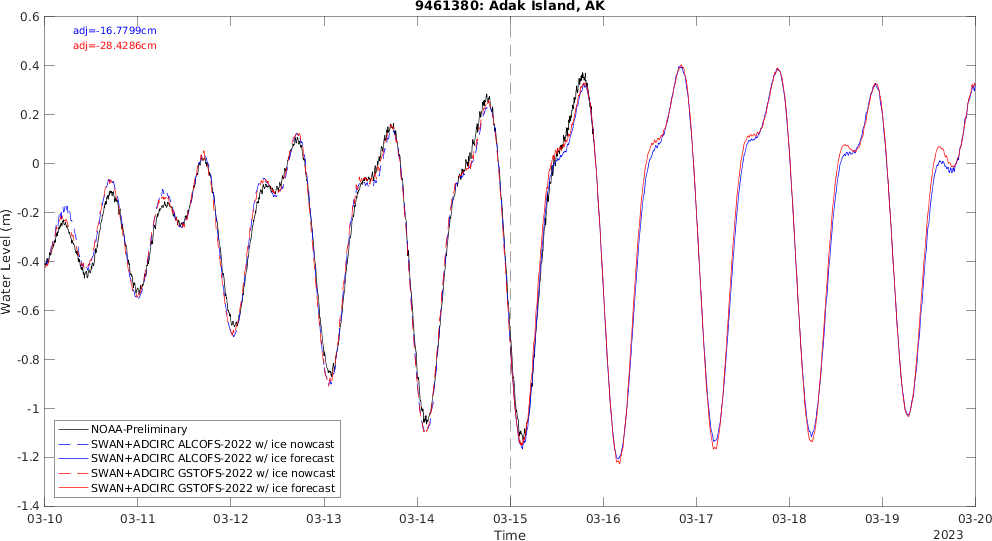 9461380: Adak Island, AK
adj=-16.7799cm
adj=-28.4286cm
Water Level (m)
0.6
0.4
0.2
0
-0.2
-0.4
-0.6
-0.8
-1
-1.2
-1.4
NOAA-Preliminary
SWAN+ADCIRC ALCOFS-2022 w/ ice nowcast
SWAN+ADCIRC ALCOFS-2022 w/ ice forecast
SWAN+ADCIRC GSTOFS-2022 w/ ice nowcast
SWAN+ADCIRC GSTOFS-2022 w/ ice forecast
03-10 03-11 03-12 03-13 03-14 03-15 03-16 03-17 03-18 03-19 03-20
Time
2023